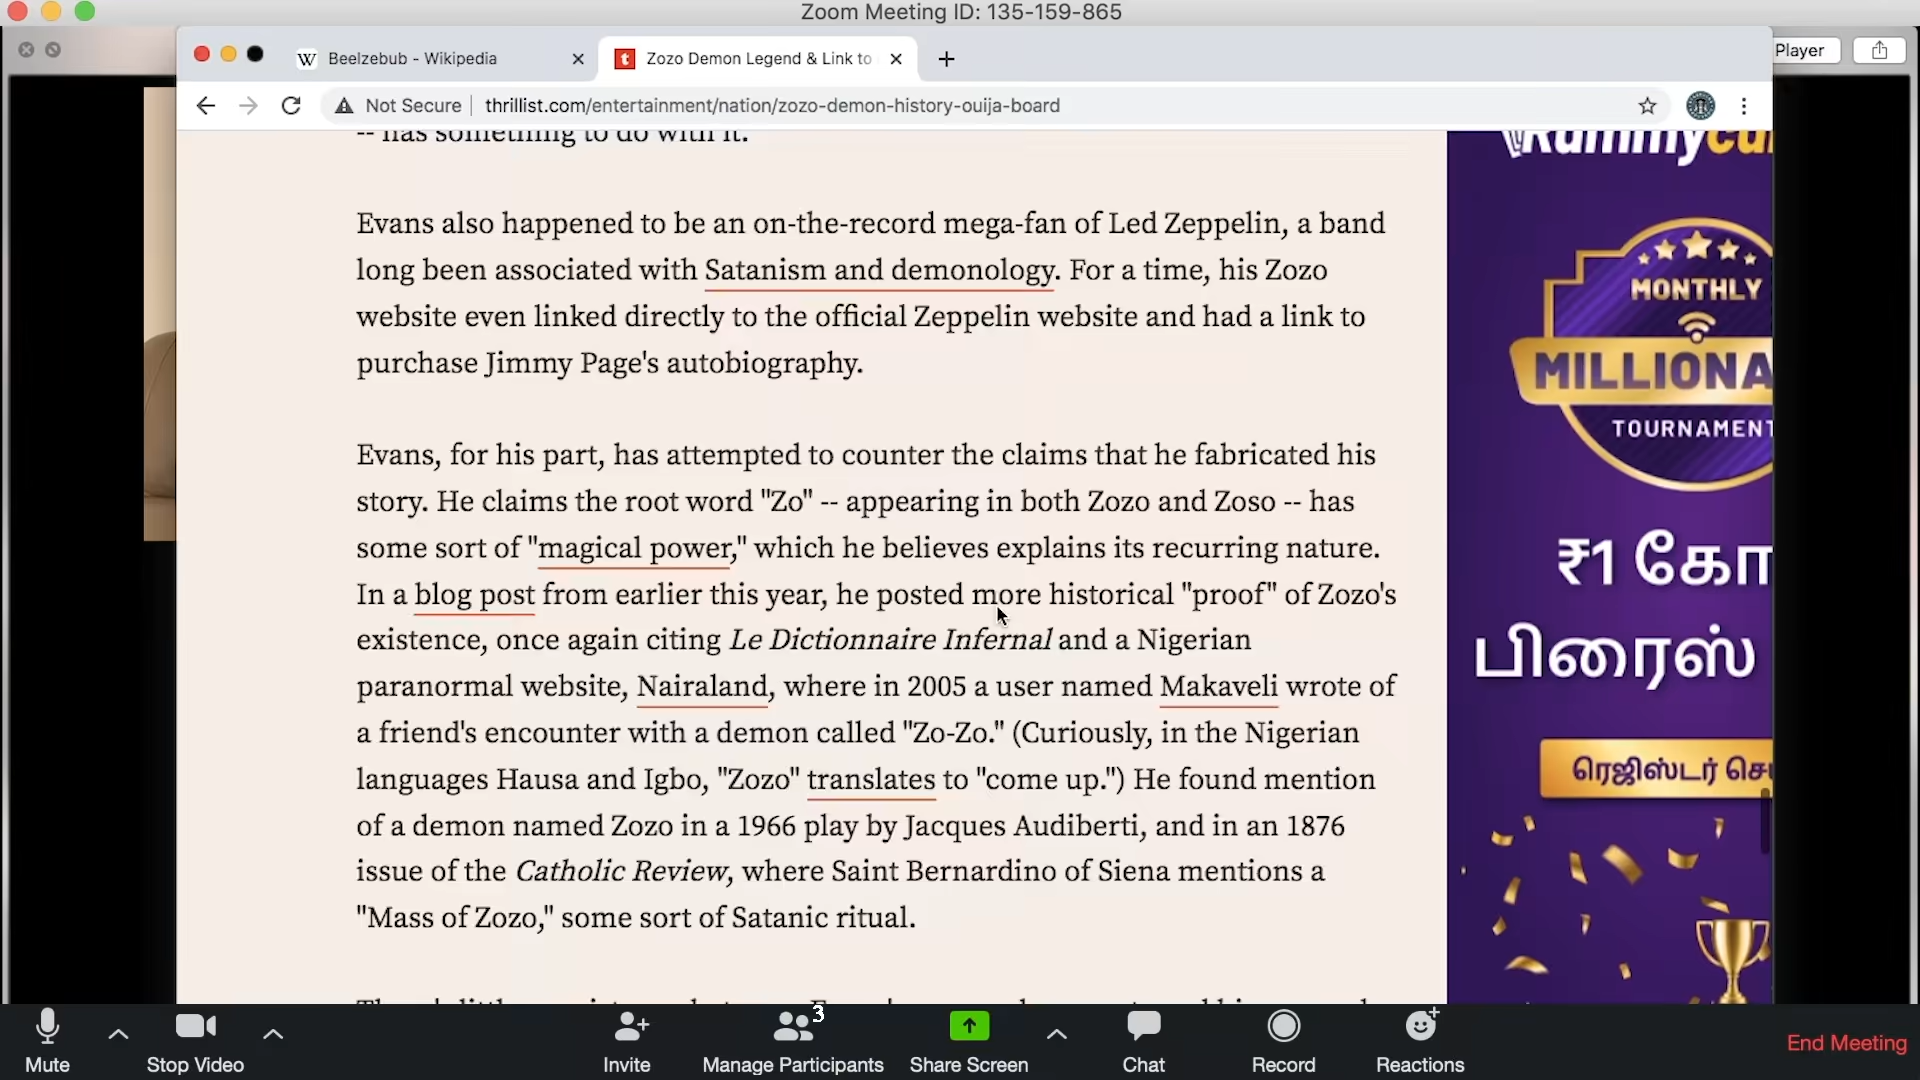 Zoom Meeting ID: 135-159-865
Beelzebub - Wikipedia
Zozo Demon Legend & Link to
Player
Not Secure
thrillist.com/entertainment/nation/zozo-demon-history-ouija-board
-- has something to do with it.
Evans also happened to be an on-the-record mega-fan of Led Zeppelin, a band
long been associated with Satanism and demonology. For a time, his Zozo
website even linked directly to the official Zeppelin website and had a link to
purchase Jimmy Page's autobiography.
Evans, for his part, has attempted to counter the claims that he fabricated his
story. He claims the root word "Zo" -- appearing in both Zozo and Zoso -- has
some sort of "magical power," which he believes explains its recurring nature.
In a blog post from earlier this year, he posted more historical "proof" of Zozo's
existence, once again citing Le Dictionnaire Infernal and a Nigerian
paranormal website, Nairaland, where in 2005 a user named Makaveli wrote of
a friend's encounter with a demon called "Zo-Zo." (Curiously, in the Nigerian
languages Hausa and Igbo, "Zozo" translates to "come up.") He found mention
of a demon named Zozo in a 1966 play by Jacques Audiberti, and in an 1876
issue of the Catholic Review, where Saint Bernardino of Siena mentions a
"Mass of Zozo," some sort of Satanic ritual.
MONTHLY
MILLIONA
TOURNAMENT
₹1 கோ
பிரைஸ்
ரெஜிஸ்டர் செ
3
Mute
Stop Video
Invite
Manage Participants
Share Screen
Chat
Record
Reactions
End Meeting